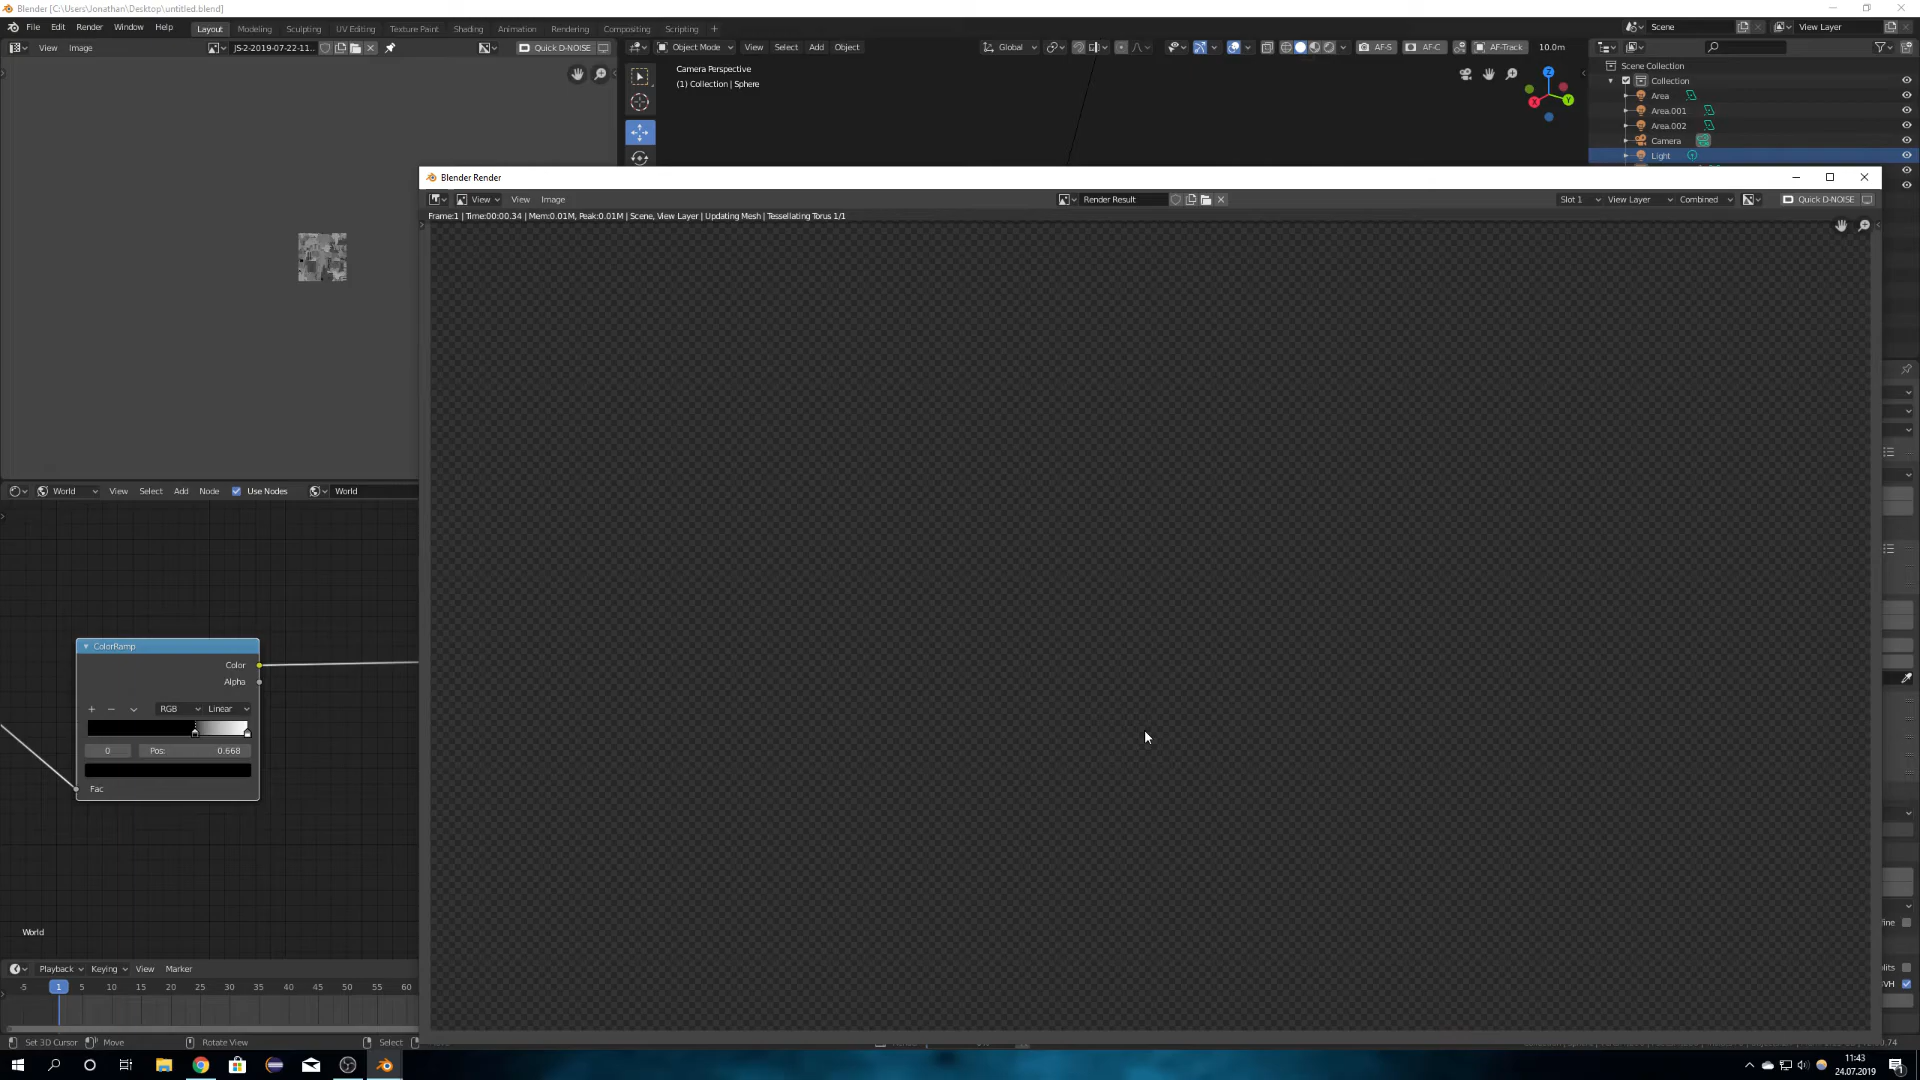 Blender [C:\Users\Jonathan\Desktop\untitled.blend]
File Edit Render Window Help
Layout Modeling Sculpting UV Editing Texture Paint Shading Animation Rendering Compositing Scripting +
Scene View Layer
View Image JS-2-2019-07-22-11... Quick D-NOISE
Object Mode View Select Add Object Global AF-S AF-C AF-Track 10.0m
Camera Perspective
(1) Collection | Sphere
Scene Collection
Collection
Area
Area.001
Area.002
Camera
Light
Blender Render
View View Image Render Result Slot 1 View Layer Combined Quick D-NOISE
Frame:1 | Time:00:00.34 | Mem:0.01M, Peak:0.01M | Scene, View Layer | Updating Mesh | Tessellating Torus 1/1
World View Select Add Node Use Nodes World
ColorRamp
Color
Alpha
RGB Linear
0 Pos: 0.668
Fac
World
Playback Keying View Marker
-5 1 5 10 15 20 25 30 35 40 45 50 55 60
Set 3D Cursor Move Rotate View Select
11:43
24.07.2019